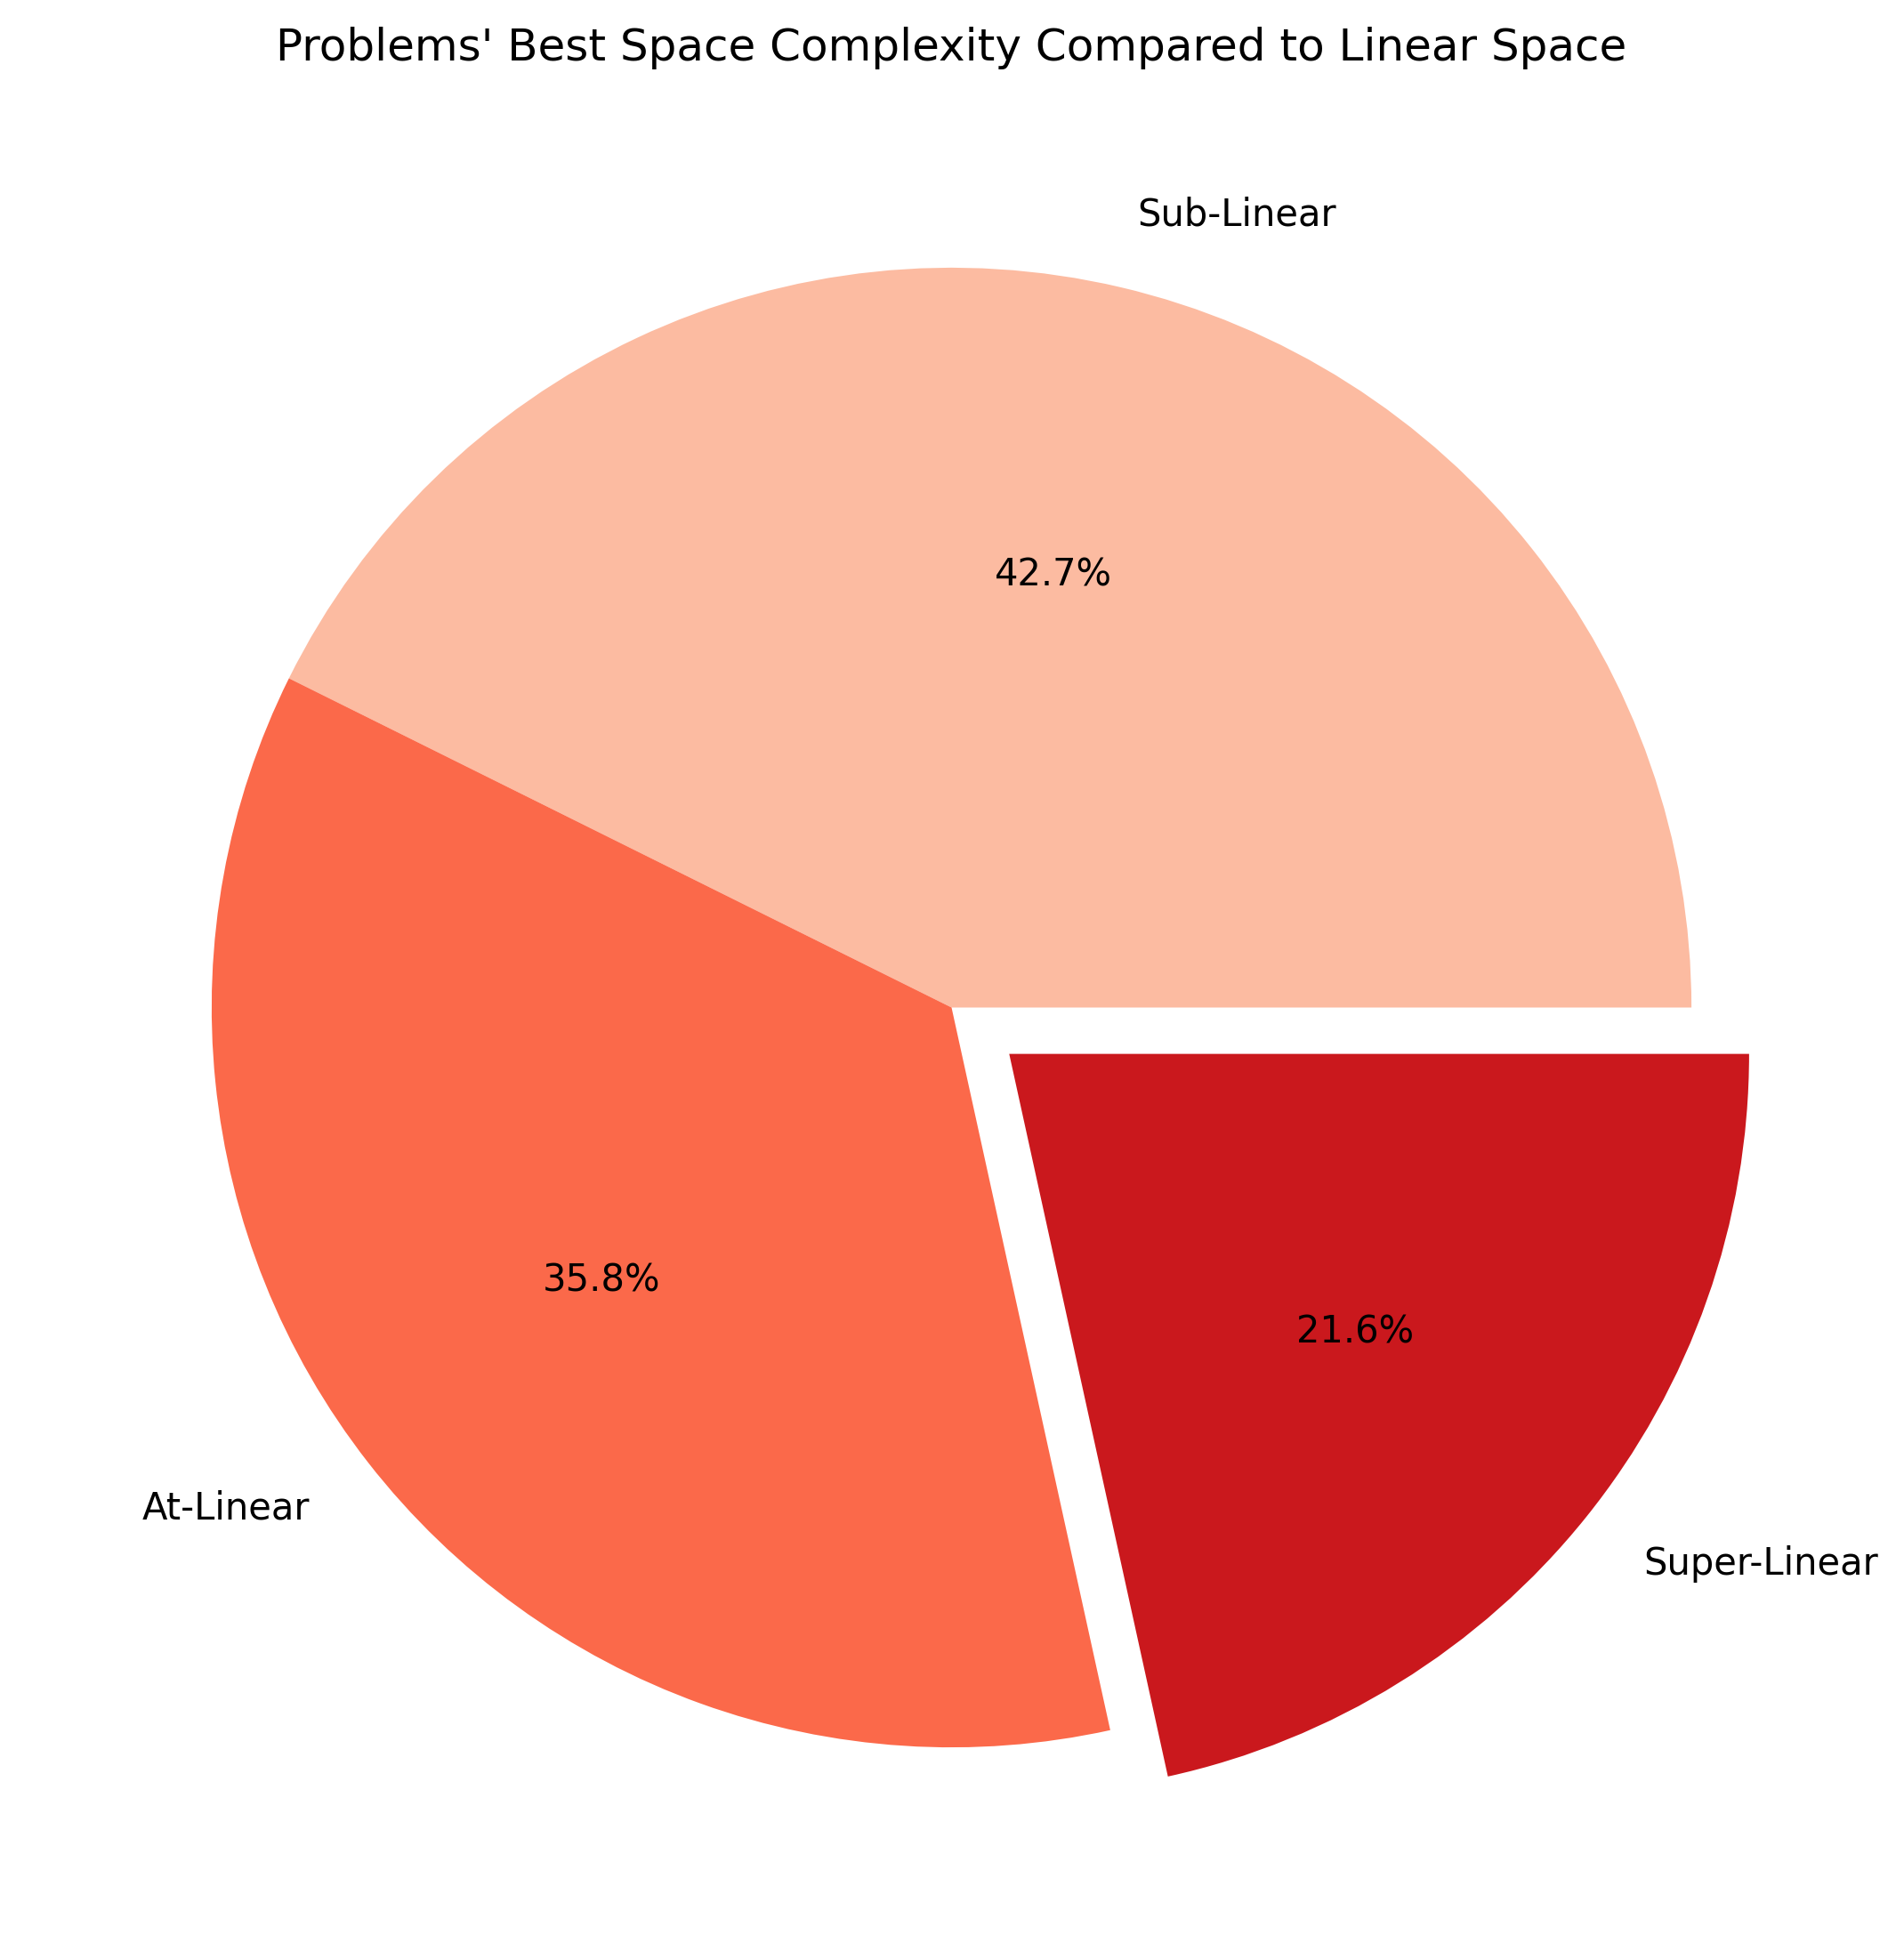 Problems' Best Space Complexity Compared to Linear Space
Sub-Linear
42.7%
35.8%
21.6%
At-Linear
Super-Linear